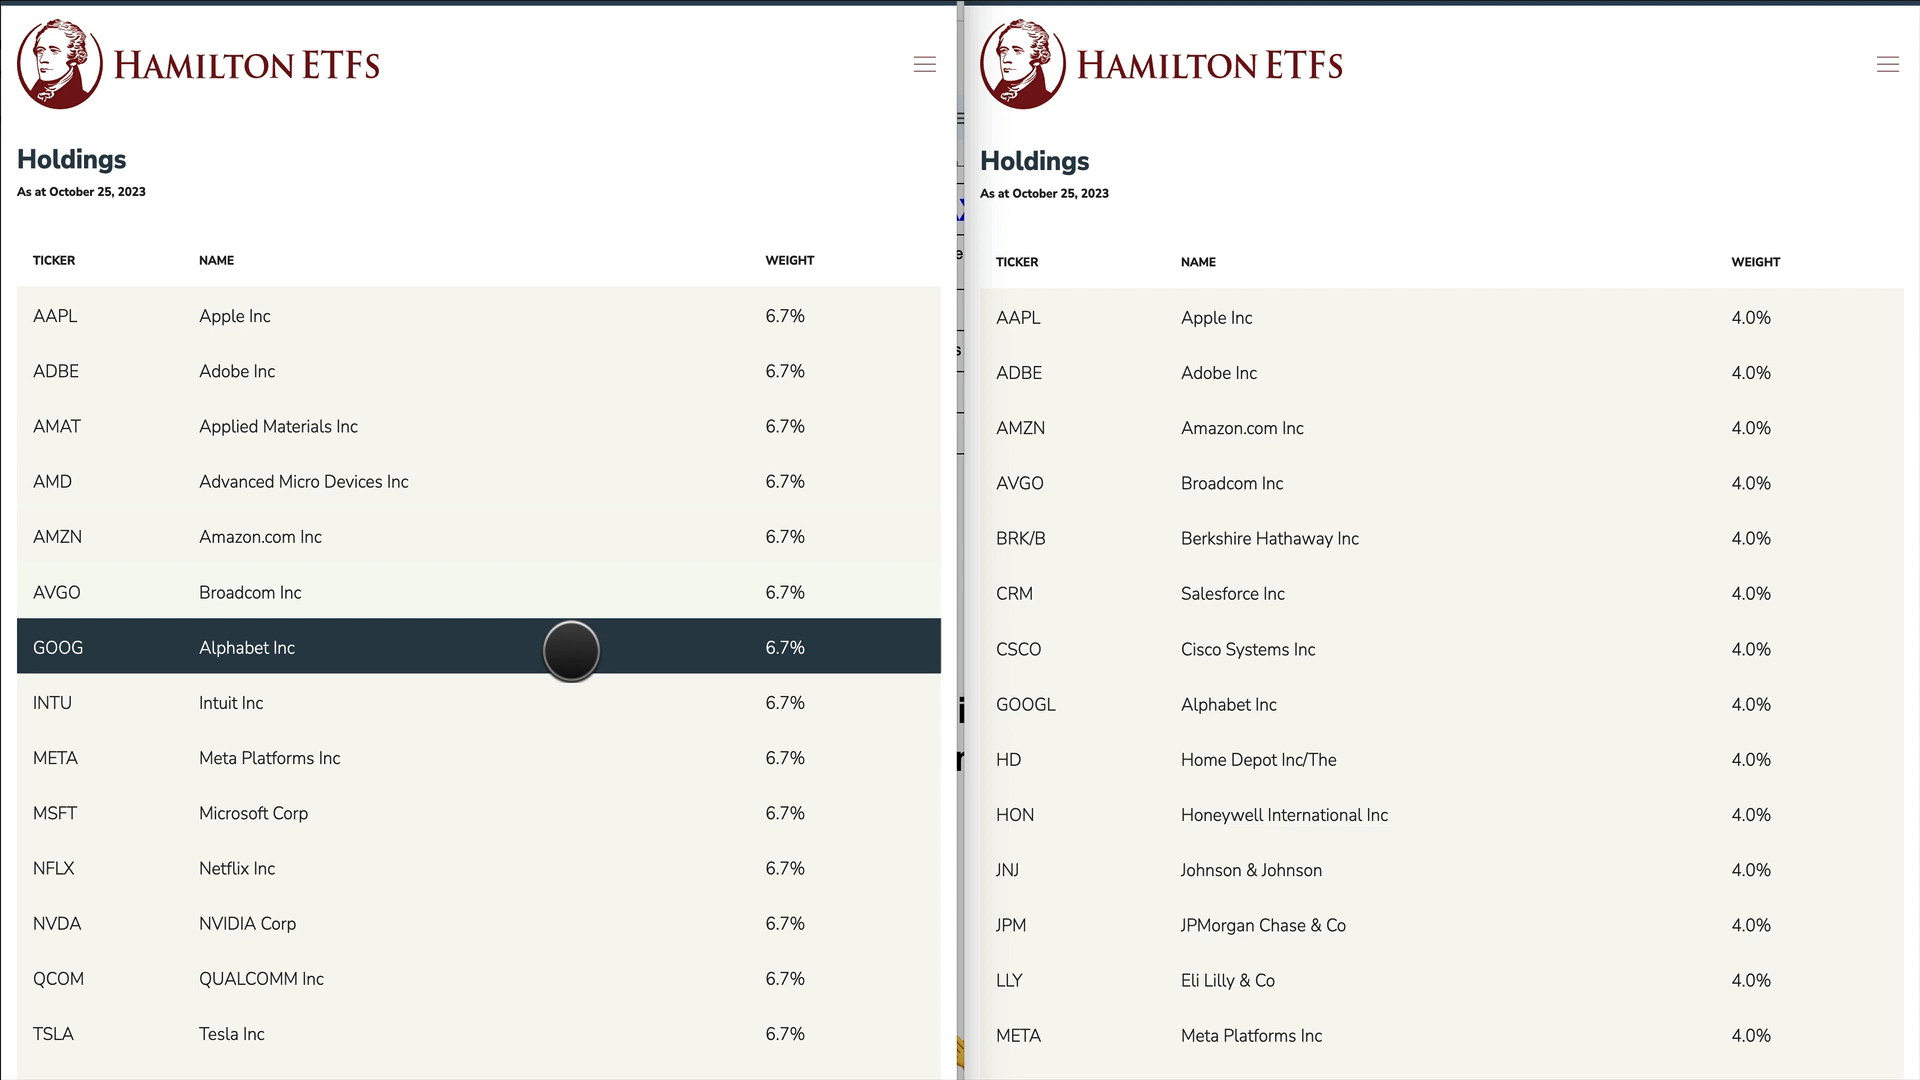 HAMILTON ETFs
Holdings
As at October 25, 2023
TICKER NAME WEIGHT
AAPL Apple Inc 6.7%
ADBE Adobe Inc 6.7%
AMAT Applied Materials Inc 6.7%
AMD Advanced Micro Devices Inc 6.7%
AMZN Amazon.com Inc 6.7%
AVGO Broadcom Inc 6.7%
GOOG Alphabet Inc 6.7%
INTU Intuit Inc 6.7%
META Meta Platforms Inc 6.7%
MSFT Microsoft Corp 6.7%
NFLX Netflix Inc 6.7%
NVDA NVIDIA Corp 6.7%
QCOM QUALCOMM Inc 6.7%
TSLA Tesla Inc 6.7%
HAMILTON ETFs
Holdings
As at October 25, 2023
TICKER NAME WEIGHT
AAPL Apple Inc 4.0%
ADBE Adobe Inc 4.0%
AMZN Amazon.com Inc 4.0%
AVGO Broadcom Inc 4.0%
BRK/B Berkshire Hathaway Inc 4.0%
CRM Salesforce Inc 4.0%
CSCO Cisco Systems Inc 4.0%
GOOGL Alphabet Inc 4.0%
HD Home Depot Inc/The 4.0%
HON Honeywell International Inc 4.0%
JNJ Johnson & Johnson 4.0%
JPM JPMorgan Chase & Co 4.0%
LLY Eli Lilly & Co 4.0%
META Meta Platforms Inc 4.0%